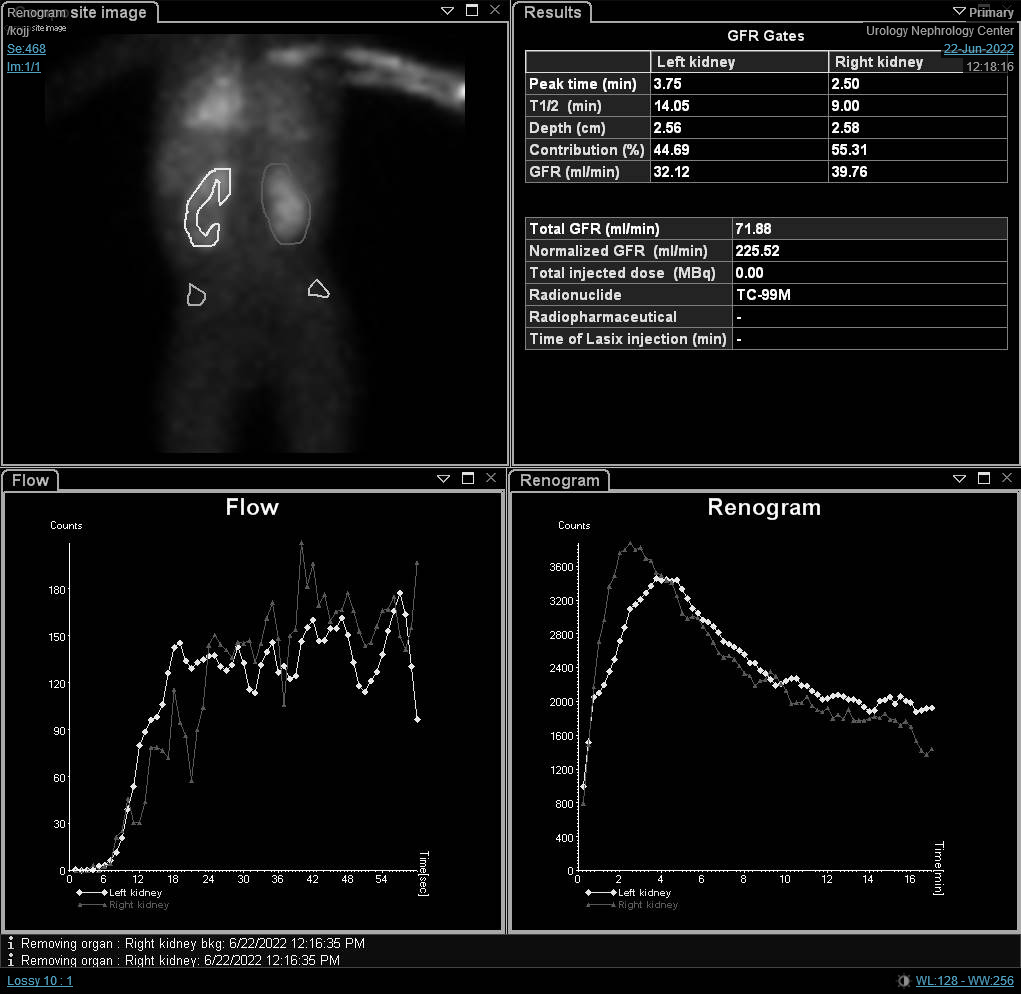 Renogram site image
/kojj
site image
Se:468
Im:1/1
Results
Primary
Urology Nephrology Center
22-Jun-2022
12:18:16
GFR Gates
Left kidney Right kidney
Peak time (min) 3.75 2.50
T1/2 (min) 14.05 9.00
Depth (cm) 2.56 2.58
Contribution (%) 44.69 55.31
GFR (ml/min) 32.12 39.76
Total GFR (ml/min) 71.88
Normalized GFR (ml/min) 225.52
Total injected dose (MBq) 0.00
Radionuclide TC-99M
Radiopharmaceutical -
Time of Lasix injection (min) -
Flow
Flow
Counts
180
150
120
90
60
30
0
0 6 12 18 24 30 36 42 48 54
Time[sec]
Left kidney
Right kidney
Renogram
Renogram
Counts
3600
3200
2800
2400
2000
1600
1200
800
400
0
0 2 4 6 8 10 12 14 16
Time[min]
Left kidney
Right kidney
i Removing organ : Right kidney bkg: 6/22/2022 12:16:35 PM
i Removing organ : Right kidney: 6/22/2022 12:16:35 PM
Lossy 10 : 1
WL:128 - WW:256